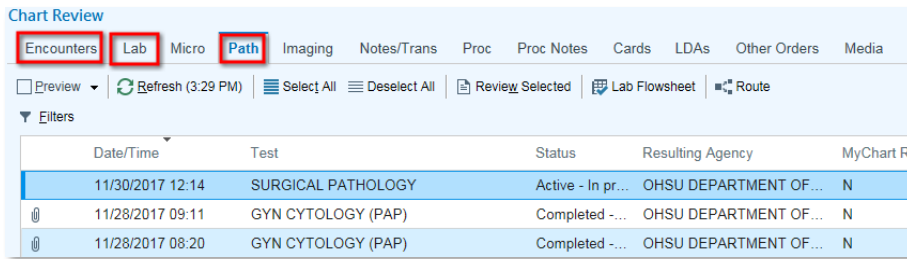 Chart Review
Encounters Lab Micro Path Imaging Notes/Trans Proc Proc Notes Cards LDAs Other Orders Media
Preview Refresh (3:29 PM) Select All Deselect All Review Selected Lab Flowsheet Route
Filters
Date/Time Test Status Resulting Agency MyChart R
11/30/2017 12:14 SURGICAL PATHOLOGY Active - In pr... OHSU DEPARTMENT OF... N
11/28/2017 09:11 GYN CYTOLOGY (PAP) Completed -... OHSU DEPARTMENT OF... N
11/28/2017 08:20 GYN CYTOLOGY (PAP) Completed -... OHSU DEPARTMENT OF... N